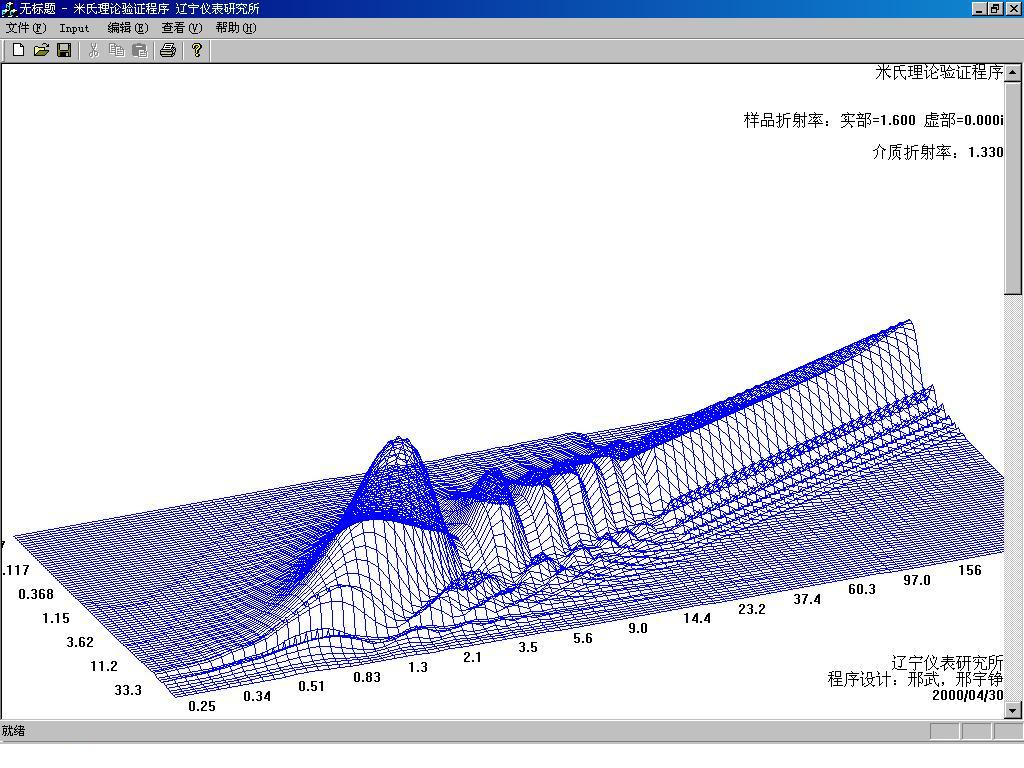 无标题 - 米氏理论验证程序 辽宁仪表研究所
文件(F) Input 编辑(E) 查看(V) 帮助(H)
米氏理论验证程序
样品折射率：实部=1.600 虚部=0.000i
介质折射率：1.330
.117
0.368
1.15
3.62
11.2
33.3
0.25
0.34
0.51
0.83
1.3
2.1
3.5
5.6
9.0
14.4
23.2
37.4
60.3
97.0
156
辽宁仪表研究所
程序设计：邢武，邢宇铮
2000/04/30
就绪